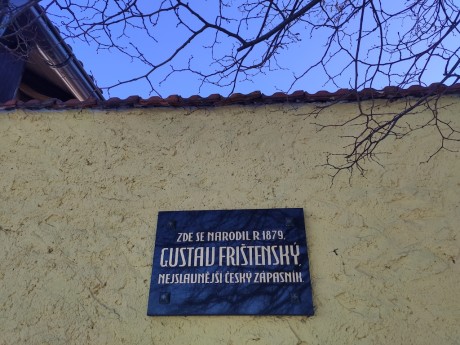 ZDE SE NARODIL R.1879.
GUSTAV FRIŠTENSKÝ,
NEJSLAVNĚJŠÍ ČESKÝ ZÁPASNÍK.